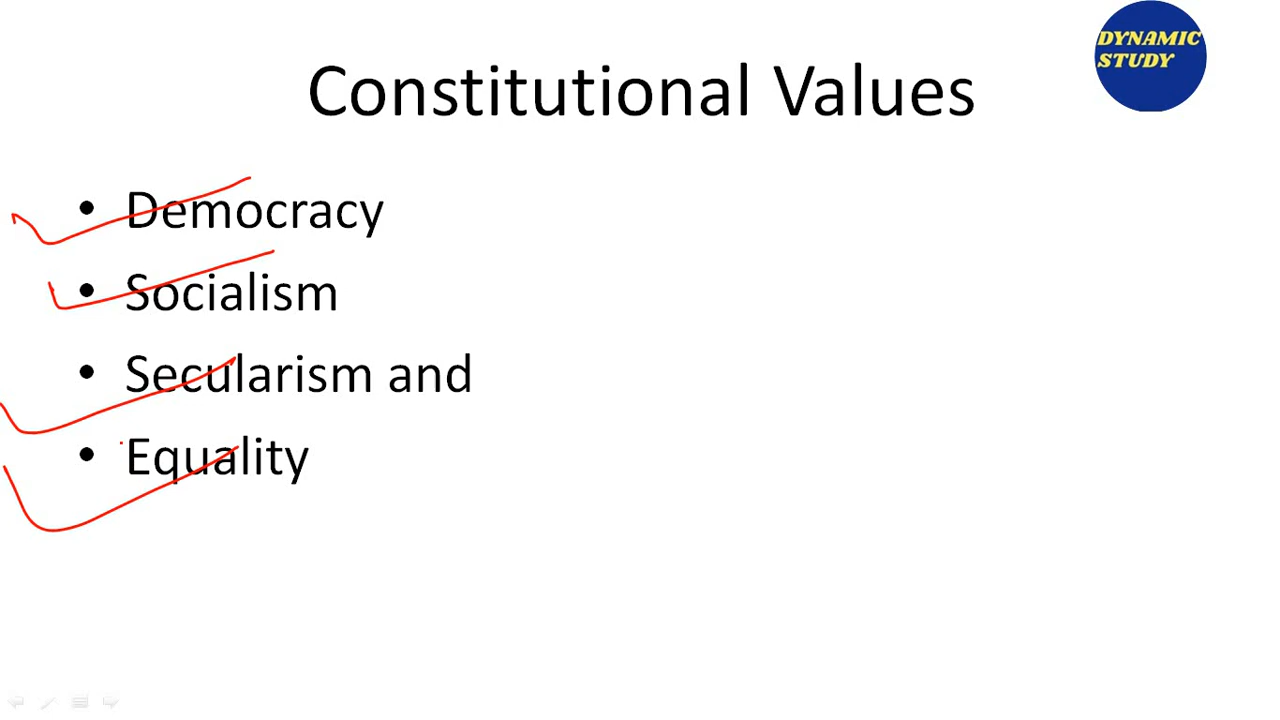 DYNAMIC
STUDY
Constitutional Values
• Democracy
• Socialism
• Secularism and
• Equality